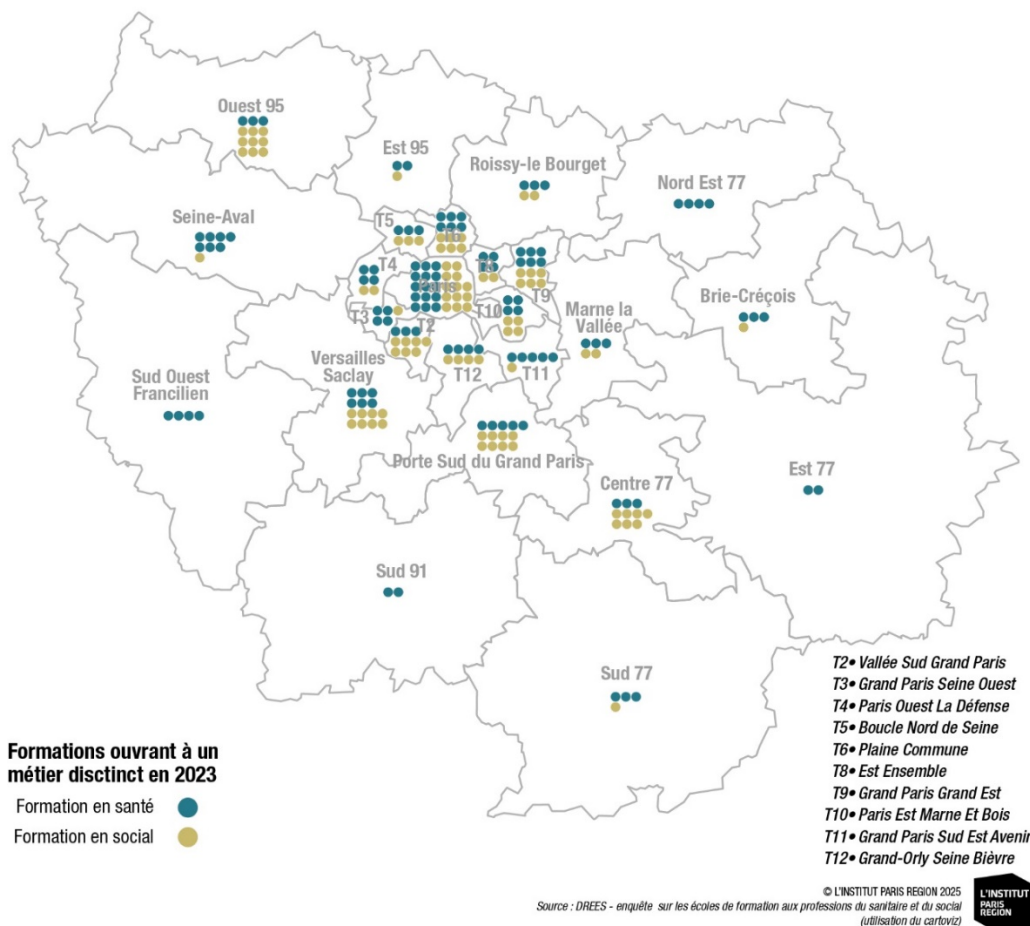 Ouest 95
Est 95
Roissy-le Bourget
Nord Est 77
Seine-Aval
T5
T6
T8
T9
T4
Paris
T3
T2
T10
Marne la
Vallée
Brie-Créçois
T12
T11
Versailles
Saclay
Sud Ouest
Francilien
Porte Sud du Grand Paris
Centre 77
Est 77
Sud 91
Sud 77
T2• Vallée Sud Grand Paris
T3• Grand Paris Seine Ouest
T4• Paris Ouest La Défense
T5• Boucle Nord de Seine
T6• Plaine Commune
T8• Est Ensemble
T9• Grand Paris Grand Est
T10• Paris Est Marne Et Bois
T11• Grand Paris Sud Est Avenir
T12• Grand-Orly Seine Bièvre
Formations ouvrant à un
métier disctinct en 2023
Formation en santé
Formation en social
© L'INSTITUT PARIS REGION 2025
Source : DREES - enquête sur les écoles de formation aux professions du sanitaire et du social
(utilisation du cartoviz)
L'INSTITUT
PARIS
REGION